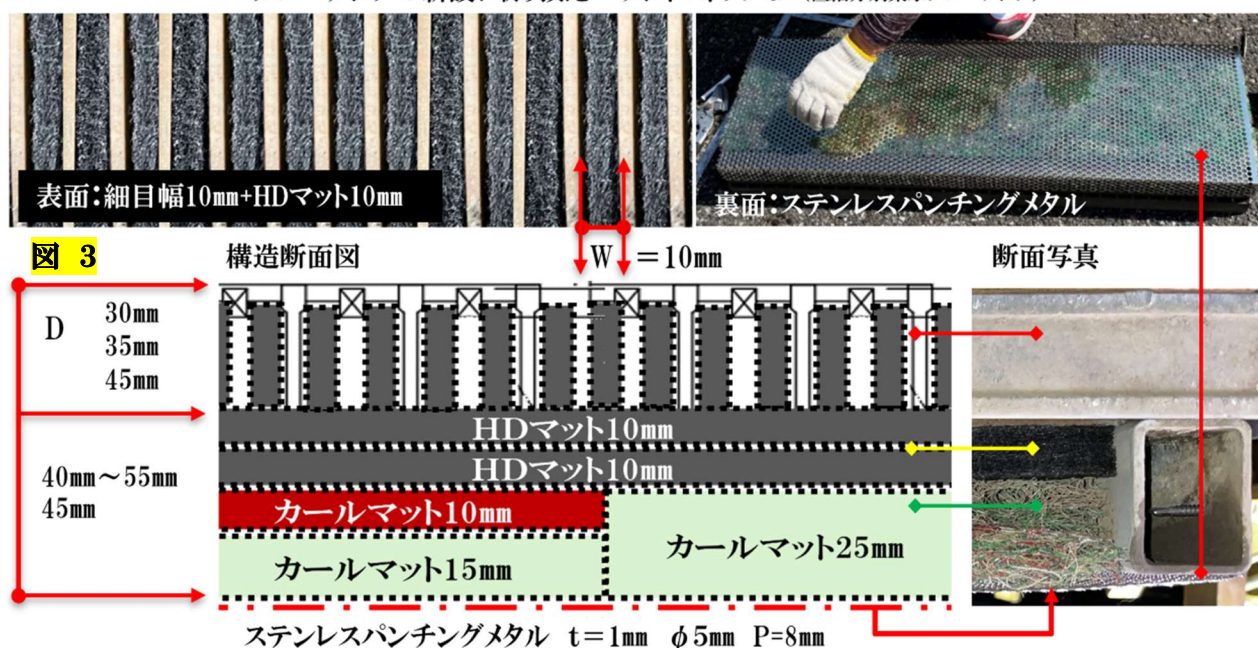 表面:細目幅10mm+HDマット10mm
裏面:ステンレスパンチングメタル
図 3
構造断面図
W =10mm
断面写真
D
30mm
35mm
45mm
HDマット10mm
HDマット10mm
40mm~55mm
45mm
カールマット10mm
カールマット25mm
カールマット15mm
ステンレスパンチングメタル t=1mm φ5mm P=8mm